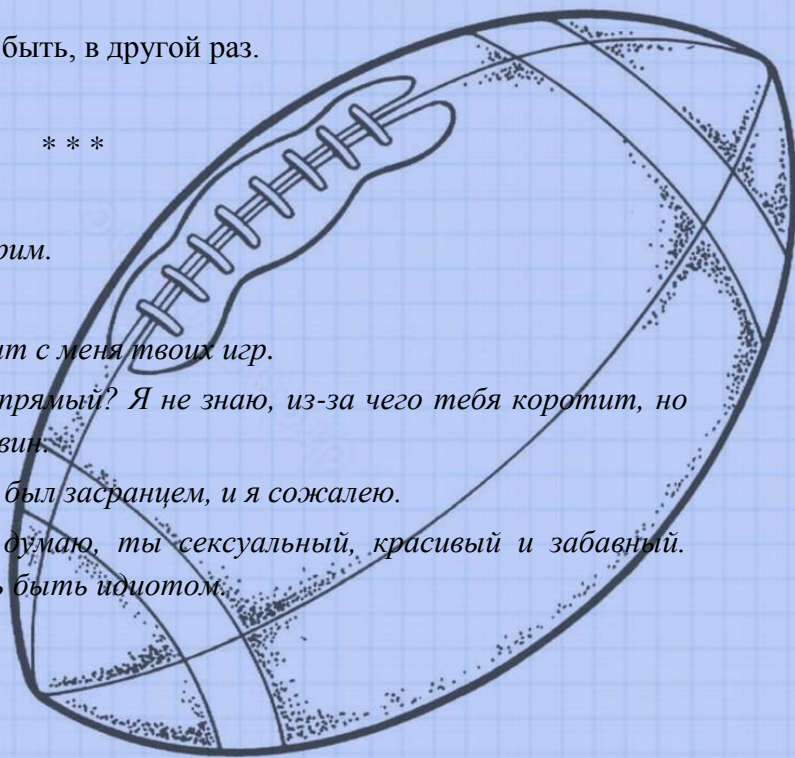 быть, в другой раз.
* * *
рим.
ит с меня твоих игр.
прямый? Я не знаю, из-за чего тебя коротит, но
вин.
был засранцем, и я сожалею.
думаю, ты сексуальный, красивый и забавный.
ь быть идиотом.